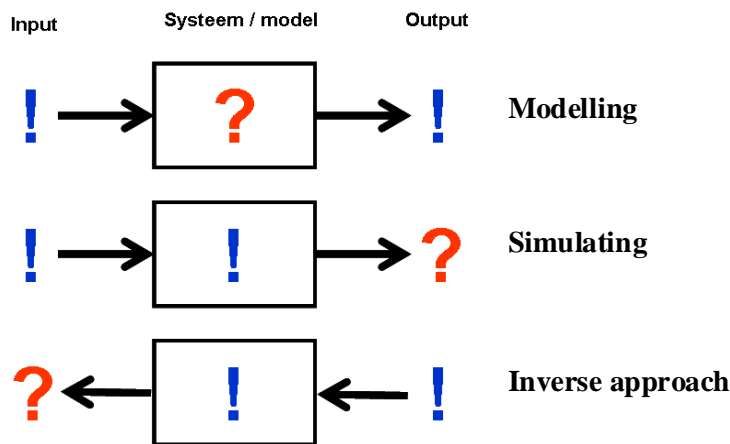 Input Systeem / model Output
! ? ! Modelling
! ! ? Simulating
? ! ! Inverse approach